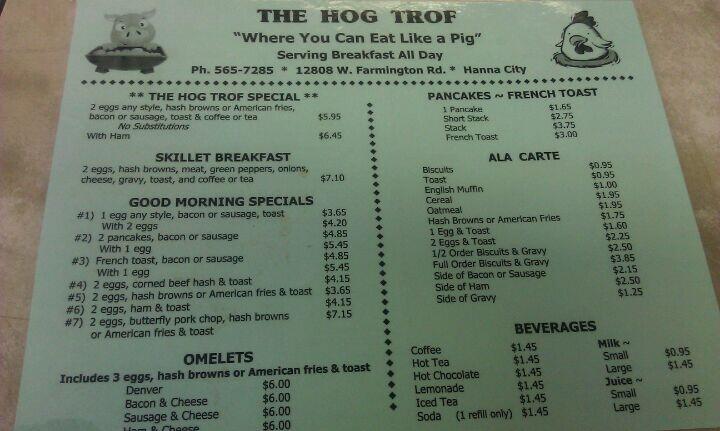 THE HOG TROF
"Where You Can Eat Like a Pig"
Serving Breakfast All Day
Ph. 565-7285 * 12808 W. Farmington Rd. * Hanna City
** THE HOG TROF SPECIAL **
2 eggs any style, hash browns or American fries,
bacon or sausage, toast & coffee or tea $5.95
No Substitutions
With Ham $6.45
SKILLET BREAKFAST
2 eggs, hash browns, meat, green peppers, onions,
cheese, gravy, toast, and coffee or tea $7.10
GOOD MORNING SPECIALS
#1) 1 egg any style, bacon or sausage, toast $3.65
With 2 eggs $4.20
#2) 2 pancakes, bacon or sausage $4.85
With 1 egg $5.45
#3) French toast, bacon or sausage $4.85
With 1 egg $5.45
#4) 2 eggs, corned beef hash & toast $4.15
#5) 2 eggs, hash browns or American fries & toast $3.65
#6) 2 eggs, ham & toast $4.15
#7) 2 eggs, butterfly pork chop, hash browns $7.15
or American fries & toast
OMELETS
Includes 3 eggs, hash browns or American fries & toast
Denver $6.00
Bacon & Cheese $6.00
Sausage & Cheese $6.00
Ham & Cheese $6.00
PANCAKES ~ FRENCH TOAST
1 Pancake $1.65
Short Stack $2.75
Stack $3.75
French Toast $3.00
ALA CARTE
Biscuits $0.95
Toast $0.95
English Muffin $1.00
Cereal $1.95
Oatmeal $1.95
Hash Browns or American Fries $1.75
1 Egg & Toast $1.60
2 Eggs & Toast $2.25
1/2 Order Biscuits & Gravy $2.50
Full Order Biscuits & Gravy $3.85
Side of Bacon or Sausage $2.15
Side of Ham $2.50
Side of Gravy $1.25
BEVERAGES
Coffee $1.45
Hot Tea $1.45
Hot Chocolate $1.45
Lemonade $1.45
Iced Tea $1.45
Soda (1 refill only) $1.45
Milk ~
Small $0.95
Large $1.45
Juice ~
Small $0.95
Large $1.45